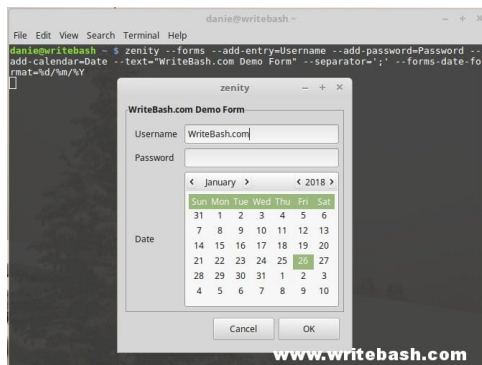 danie@writebash ~
File Edit View Search Terminal Help
danie@writebash ~ $ zenity --forms --add-entry=Username --add-password=Password --
add-calendar=Date --text="WriteBash.com Demo Form" --separator=';' --forms-date-fo
rmat=%d/%m/%Y
zenity
WriteBash.com Demo Form
Username WriteBash.com
Password
< January > < 2018 >
Sun Mon Tue Wed Thu Fri Sat
31 1 2 3 4 5 6
7 8 9 10 11 12 13
Date
14 15 16 17 18 19 20
21 22 23 24 25 26 27
28 29 30 31 1 2 3
4 5 6 7 8 9 10
Cancel OK
www.writebash.com